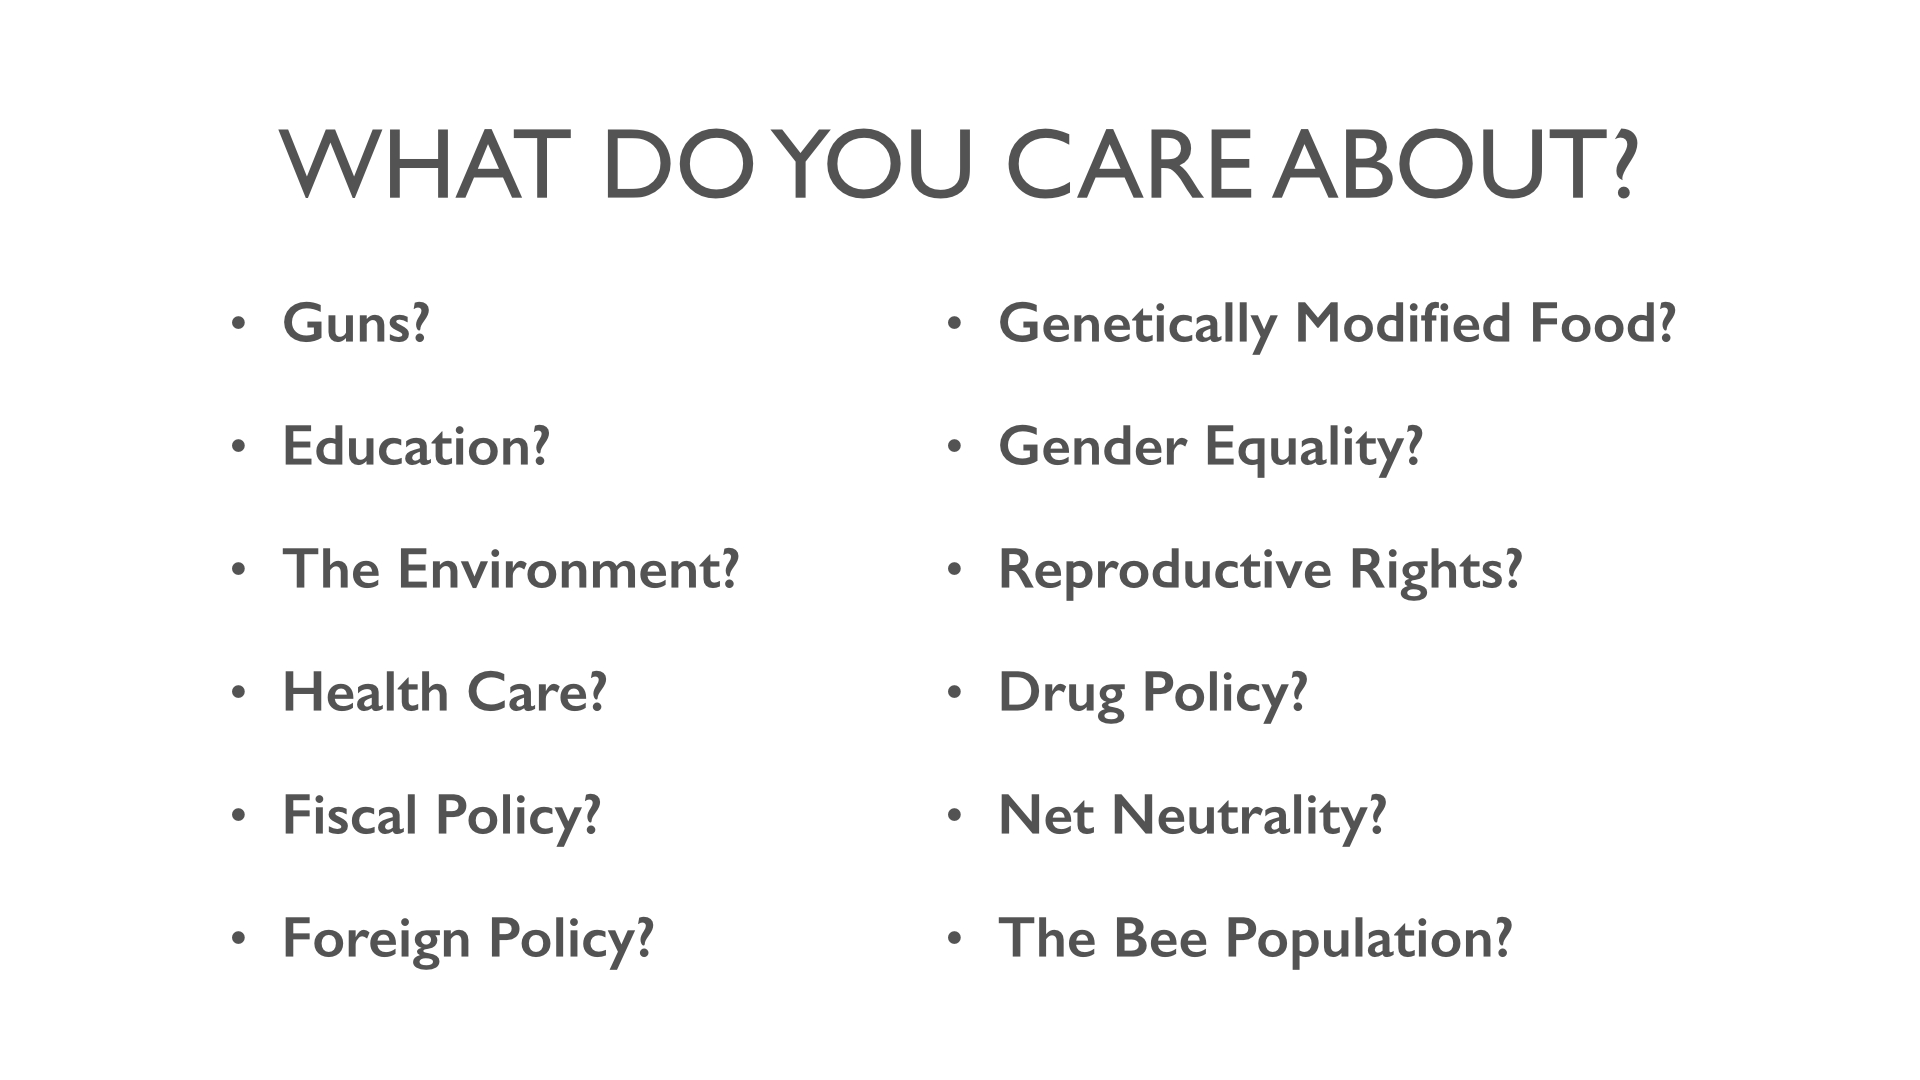 WHAT DO YOU CARE ABOUT?
• Guns?
• Education?
• The Environment?
• Health Care?
• Fiscal Policy?
• Foreign Policy?
• Genetically Modified Food?
• Gender Equality?
• Reproductive Rights?
• Drug Policy?
• Net Neutrality?
• The Bee Population?